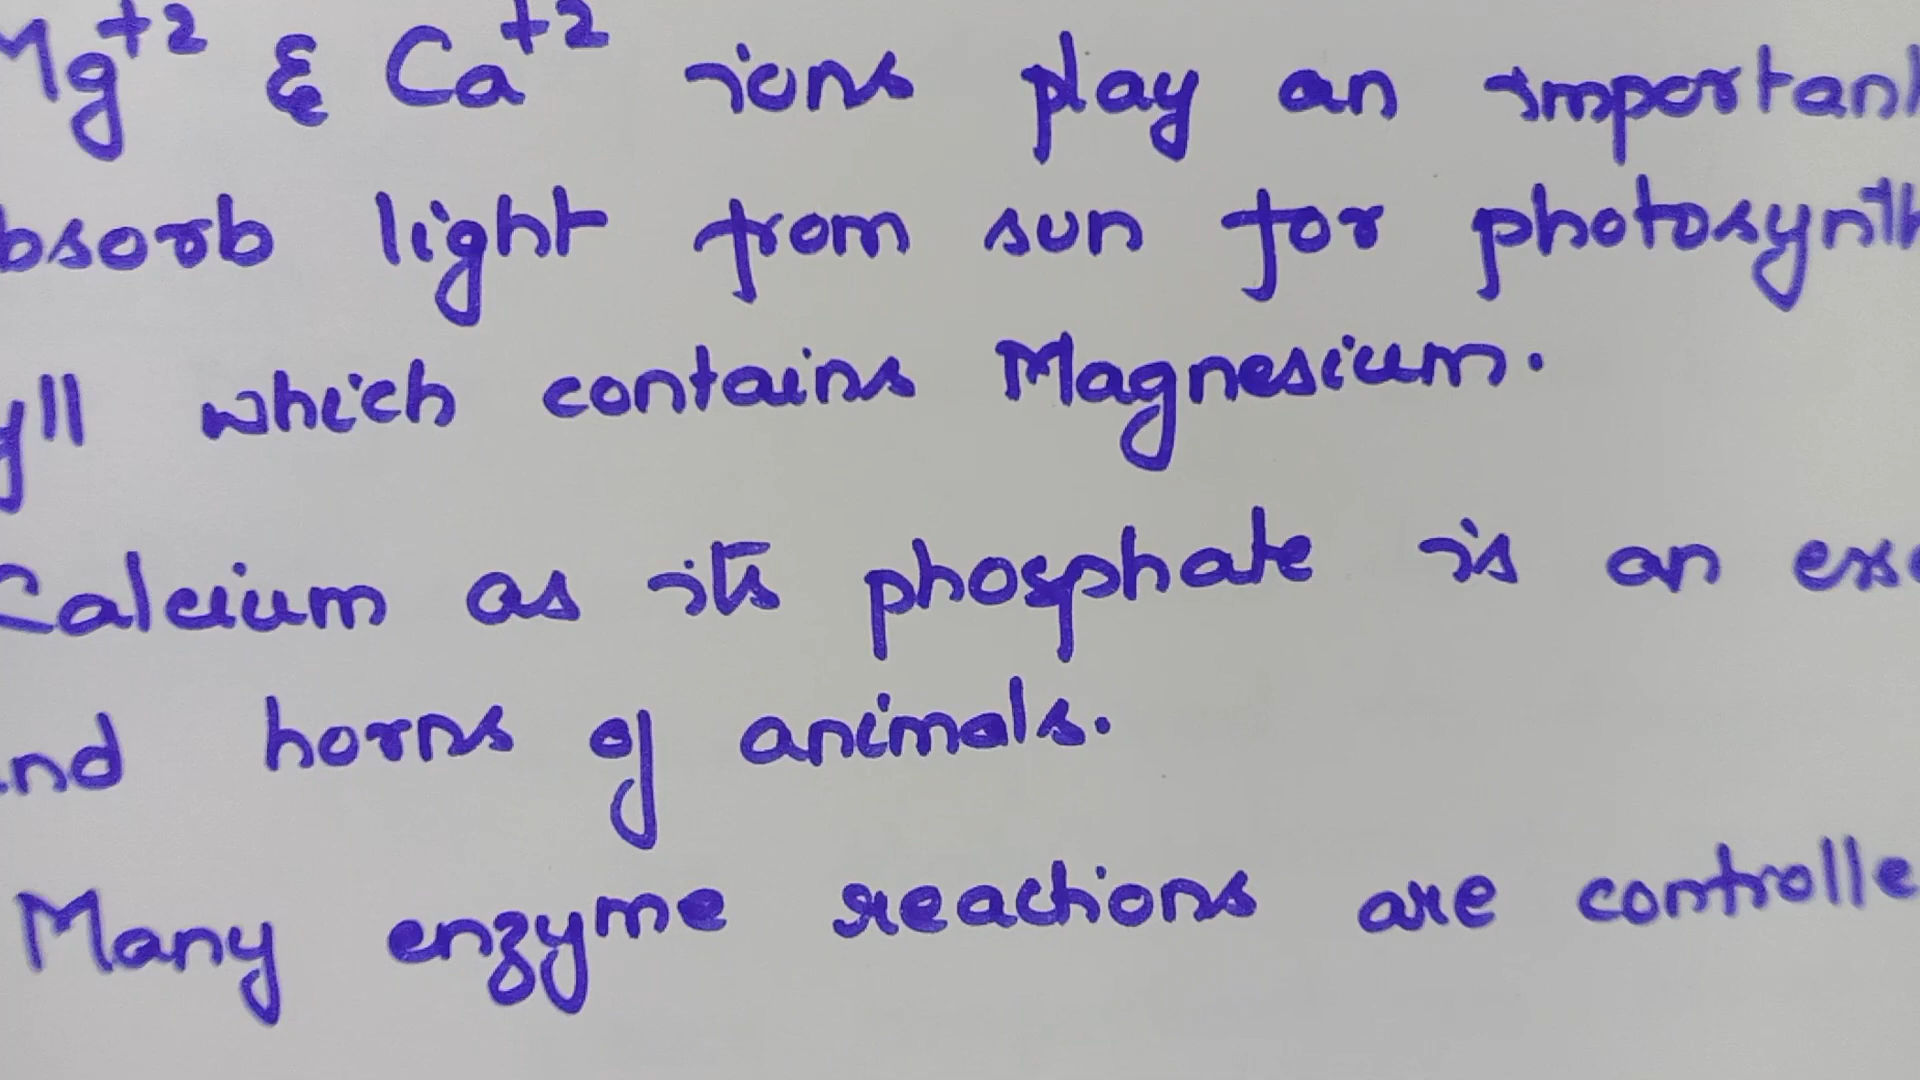 Mg+2 & Ca+2 ions play an important
bsorb light from sun for photosynth
yll which contains Magnesium.
Calcium as its phosphate is an
nd horns of animals.
Many enzyme reactions are controlle